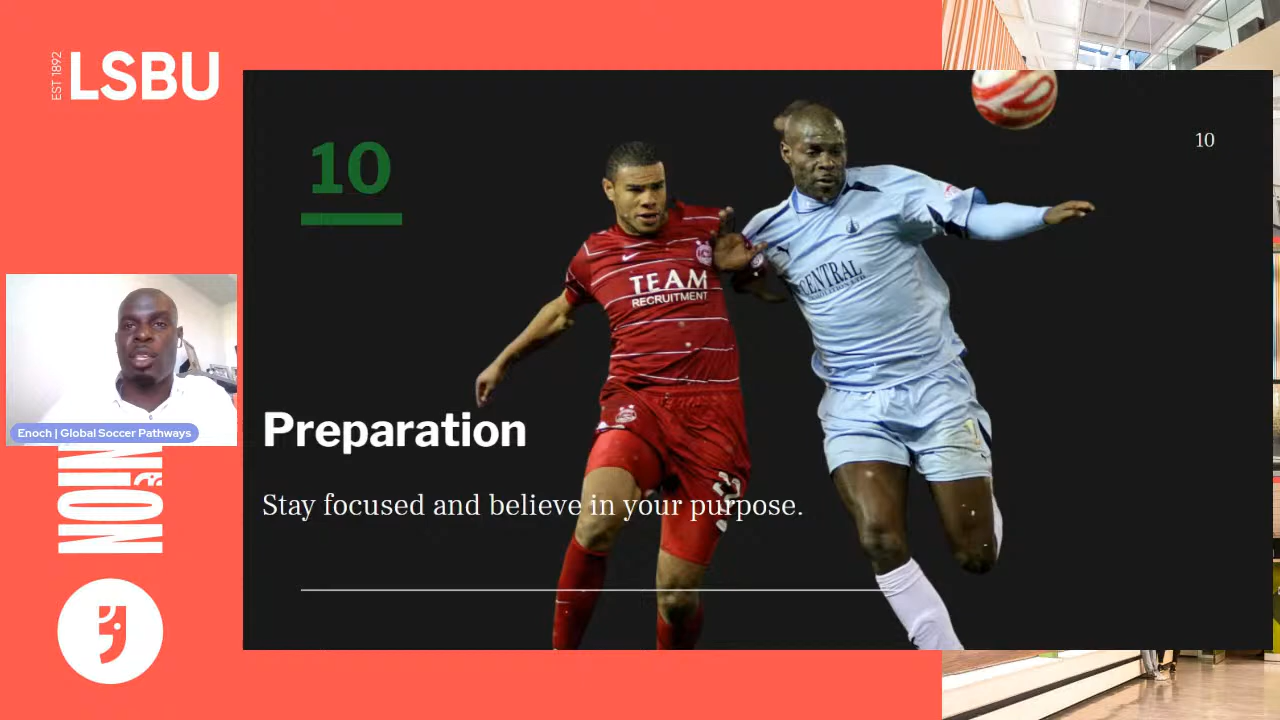 EST 1892
LSBU
10
10
TEAM
RECRUITMENT
CENTRAL
Preparation
Enoch | Global Soccer Pathways
Stay focused and believe in your purpose.